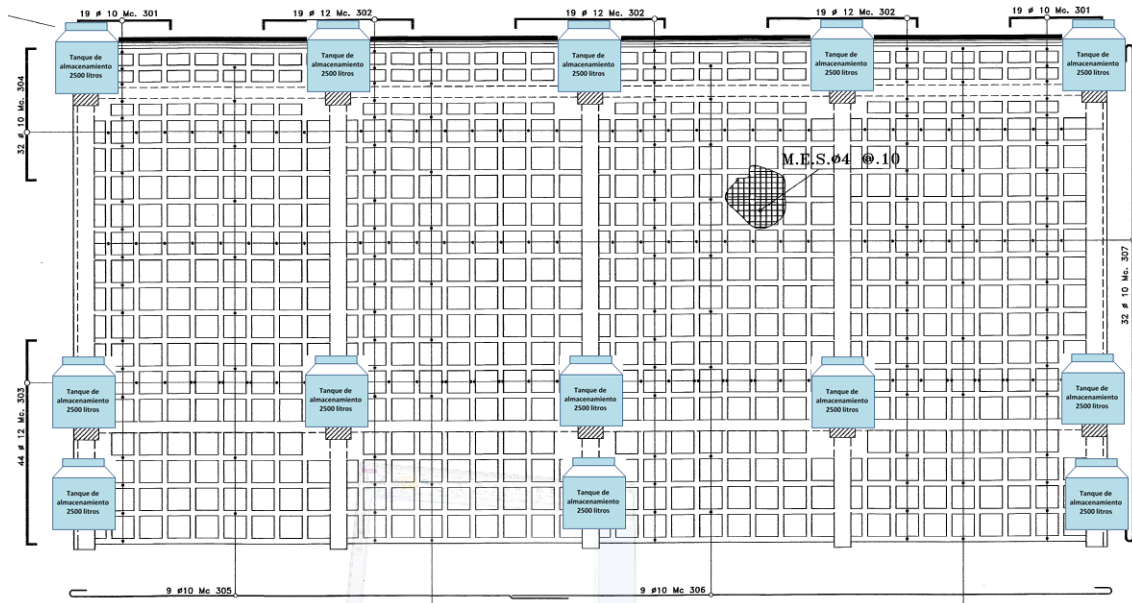 19 ø 10 Mc. 301
19 ø 12 Mc. 302
19 ø 12 Mc. 302
19 ø 12 Mc. 302
19 ø 10 Mc. 301
Tanque de
almacenamiento
2500 litros
Tanque de
almacenamiento
2500 litros
Tanque de
almacenamiento
2500 litros
Tanque de
almacenamiento
2500 litros
Tanque de
almacenamiento
2500 litros
32 ø 10 Mc. 304
M.E.S.ø4 @.10
32 ø 10 Mc. 307
44 ø 12 Mc. 303
Tanque de
almacenamiento
2500 litros
Tanque de
almacenamiento
2500 litros
Tanque de
almacenamiento
2500 litros
Tanque de
almacenamiento
2500 litros
Tanque de
almacenamiento
2500 litros
Tanque de
almacenamiento
2500 litros
Tanque de
almacenamiento
2500 litros
Tanque de
almacenamiento
2500 litros
9 ø10 Mc 305
9 ø10 Mc 306